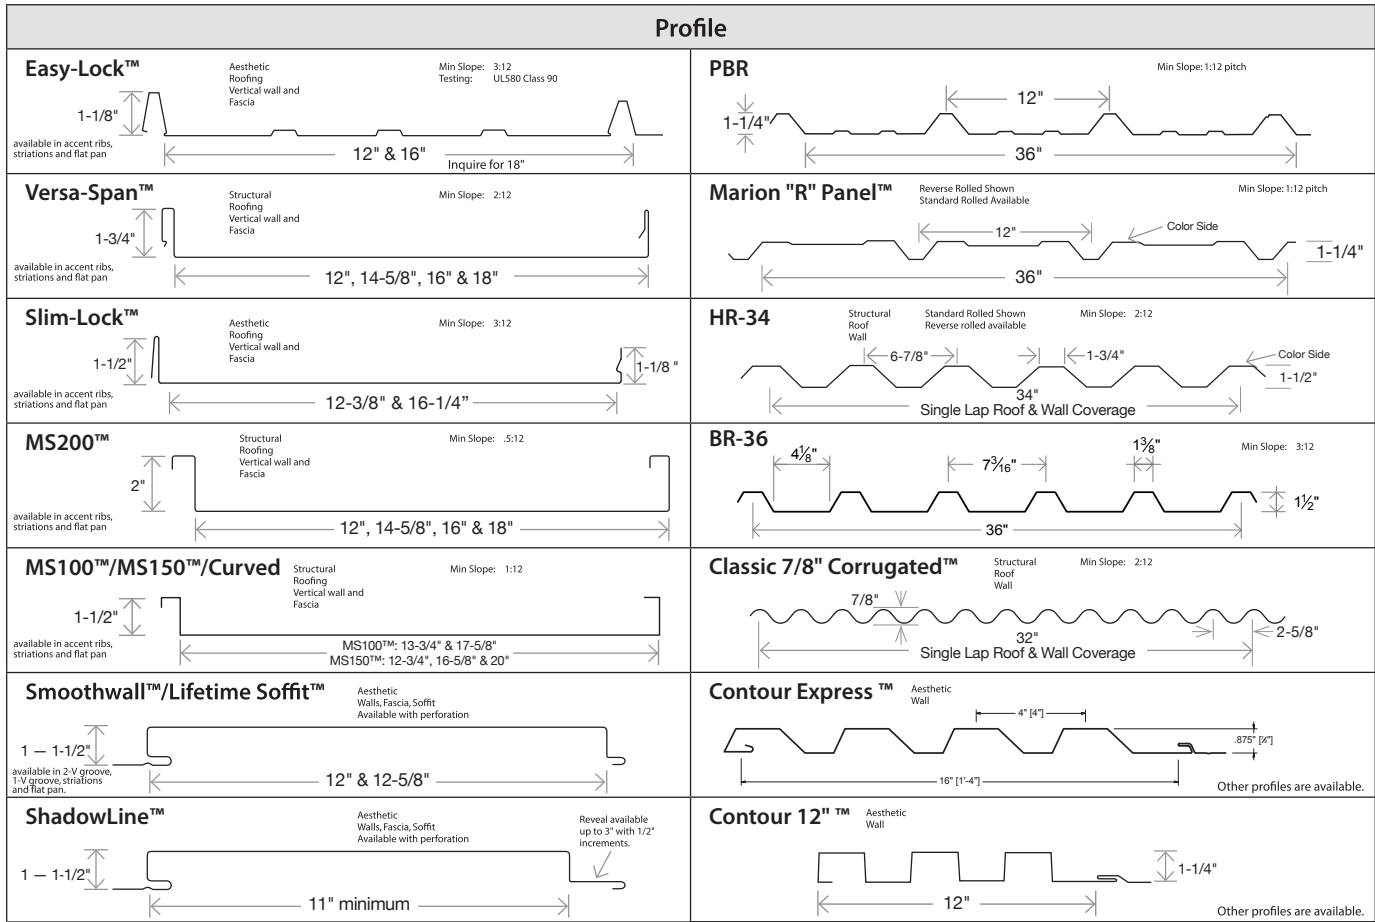 Profile
Easy-Lock™
Aesthetic
Roofing
Vertical wall and
Fascia
Min Slope: 3:12
Testing: UL580 Class 90
1-1/8"
available in accent ribs,
striations and flat pan
12" & 16"
Inquire for 18"
Versa-Span™
Structural
Roofing
Vertical wall and
Fascia
Min Slope: 2:12
1-3/4"
available in accent ribs,
striations and flat pan
12", 14-5/8", 16" & 18"
Slim-Lock™
Aesthetic
Roofing
Vertical wall and
Fascia
Min Slope: 3:12
1-1/2"
1-1/8 "
available in accent ribs,
striations and flat pan
12-3/8" & 16-1/4”
MS200™
Structural
Roofing
Vertical wall and
Fascia
Min Slope: .5:12
2"
available in accent ribs,
striations and flat pan
12", 14-5/8", 16" & 18"
MS100™/MS150™/Curved
Structural
Roofing
Vertical wall and
Fascia
Min Slope: 1:12
1-1/2"
available in accent ribs,
striations and flat pan
MS100™: 13-3/4" & 17-5/8"
MS150™: 12-3/4", 16-5/8" & 20"
Smoothwall™/Lifetime Soffit™
Aesthetic
Walls, Fascia, Soffit
Available with perforation
1 — 1-1/2"
available in 2-V groove,
1-V groove, striations
and flat pan.
12" & 12-5/8"
ShadowLine™
Aesthetic
Walls, Fascia, Soffit
Available with perforation
Reveal available
up to 3" with 1/2"
increments.
1 — 1-1/2"
11" minimum
PBR
Min Slope: 1:12 pitch
12"
1-1/4"
36"
Marion "R" Panel™
Reverse Rolled Shown
Standard Rolled Available
Min Slope: 1:12 pitch
12"
Color Side
1-1/4"
36"
HR-34
Structural
Roof
Wall
Standard Rolled Shown
Reverse rolled available
Min Slope: 2:12
6-7/8"
1-3/4"
Color Side
1-1/2"
34"
Single Lap Roof & Wall Coverage
BR-36
4⅛"
7 3/16"
1⅜"
Min Slope: 3:12
1½"
36"
Classic 7/8" Corrugated™
Structural
Roof
Wall
Min Slope: 2:12
7/8"
2-5/8"
32"
Single Lap Roof & Wall Coverage
Contour Express ™
Aesthetic
Wall
4" [4"]
16" [1'-4"]
Other profiles are available.
Contour 12" ™
Aesthetic
Wall
1-1/4"
12"
Other profiles are available.